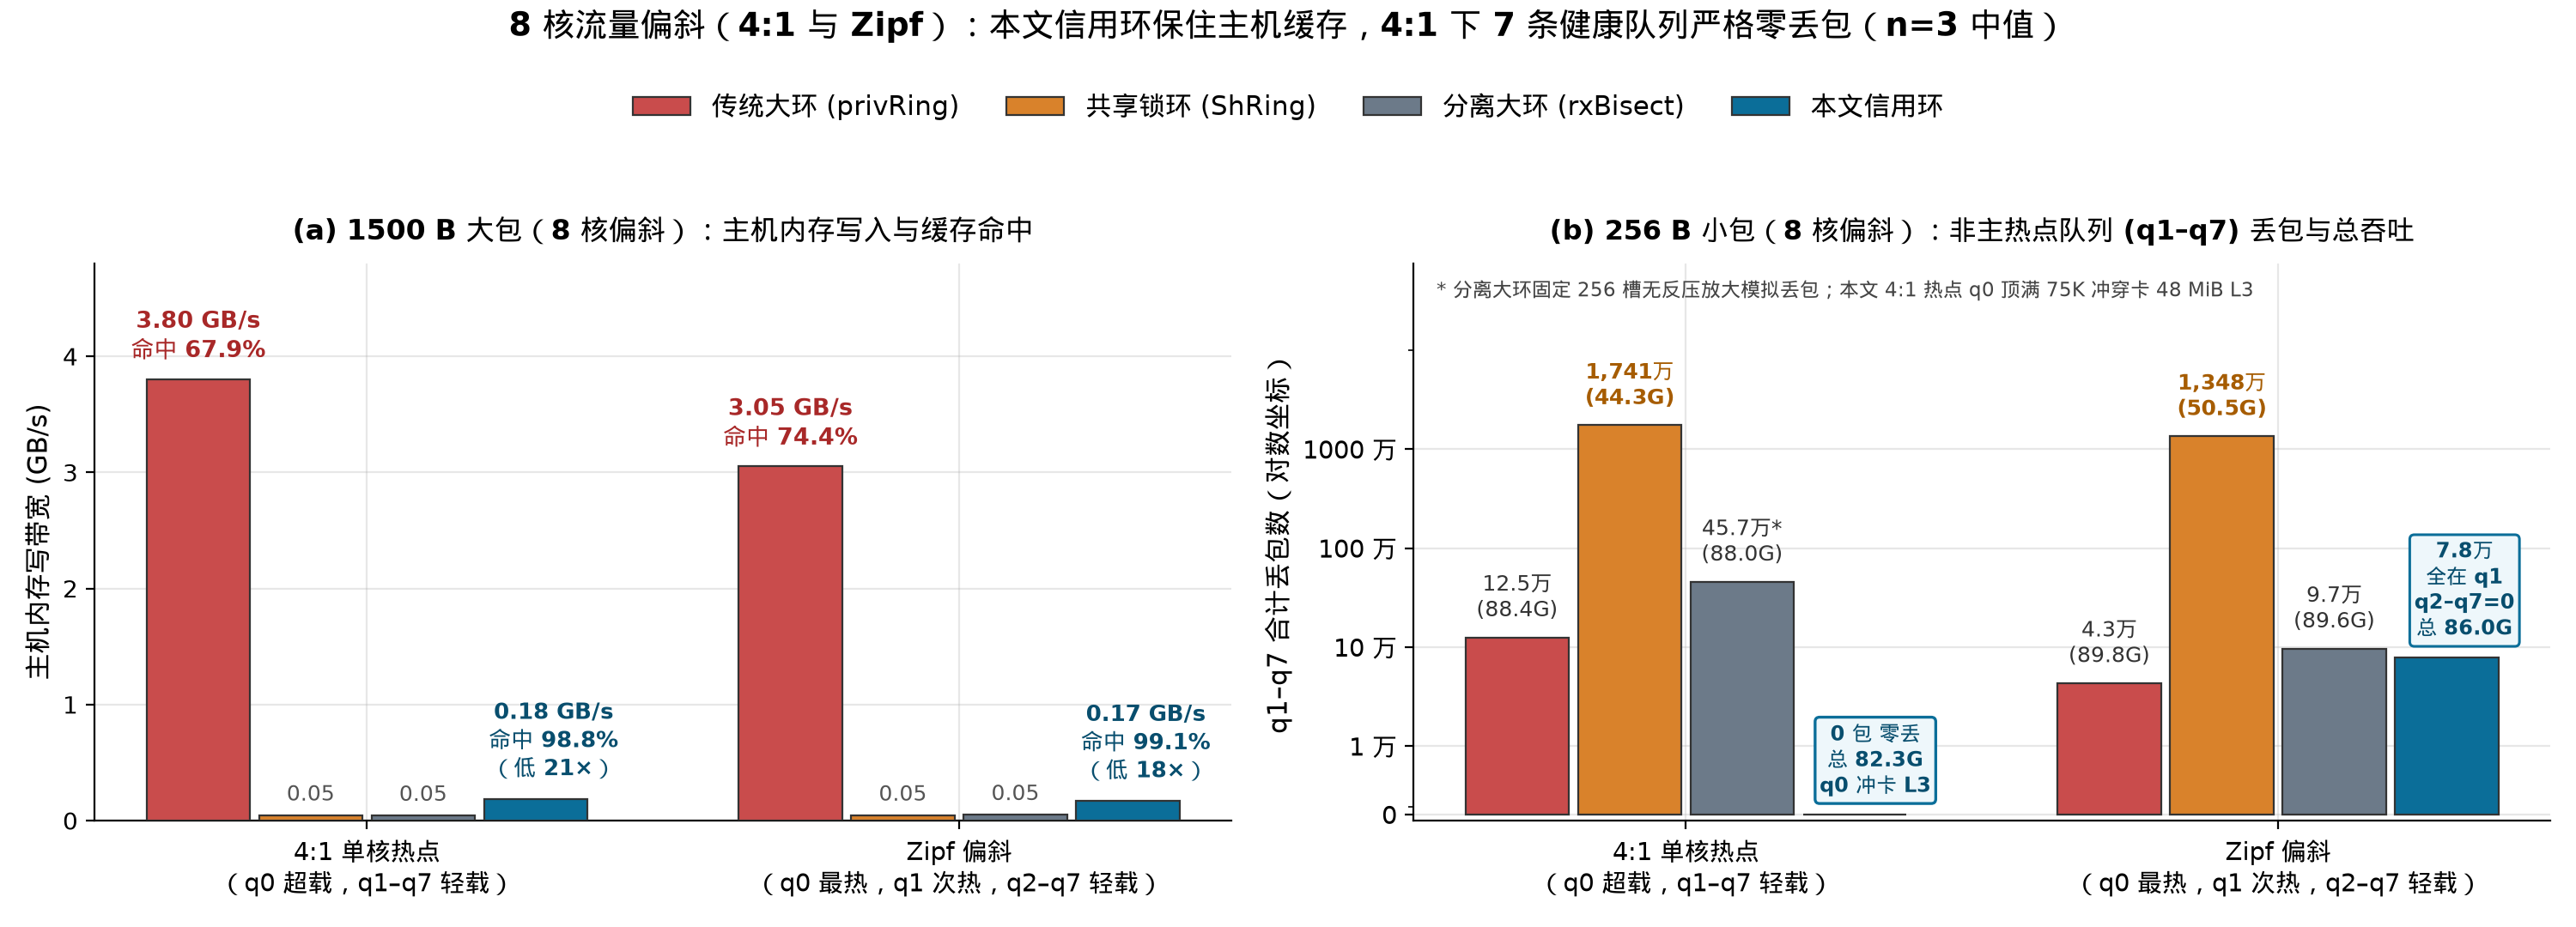 8 核流量偏斜（4:1 与 Zipf）：本文信用环保住主机缓存，4:1 下 7 条健康队列严格零丢包（n=3 中值）
传统大环 (privRing)
共享锁环 (ShRing)
分离大环 (rxBisect)
本文信用环
(a) 1500 B 大包（8 核偏斜）：主机内存写入与缓存命中
主机内存写带宽 (GB/s)
4
3
2
1
0
3.80 GB/s
命中 67.9%
0.05
0.05
0.18 GB/s
命中 98.8%
（低 21×）
3.05 GB/s
命中 74.4%
0.05
0.05
0.17 GB/s
命中 99.1%
（低 18×）
4:1 单核热点
（q0 超载，q1–q7 轻载）
Zipf 偏斜
（q0 最热，q1 次热，q2–q7 轻载）
(b) 256 B 小包（8 核偏斜）：非主热点队列 (q1–q7) 丢包与总吞吐
* 分离大环固定 256 槽无反压放大模拟丢包；本文 4:1 热点 q0 顶满 75K 冲穿卡 48 MiB L3
q1–q7 合计丢包数（对数坐标）
1000 万
100 万
10 万
1 万
0
12.5万
(88.4G)
1,741万
(44.3G)
45.7万*
(88.0G)
0 包 零丢
总 82.3G
q0 冲卡 L3
4.3万
(89.8G)
1,348万
(50.5G)
9.7万
(89.6G)
7.8万
全在 q1
q2–q7=0
总 86.0G
4:1 单核热点
（q0 超载，q1–q7 轻载）
Zipf 偏斜
（q0 最热，q1 次热，q2–q7 轻载）